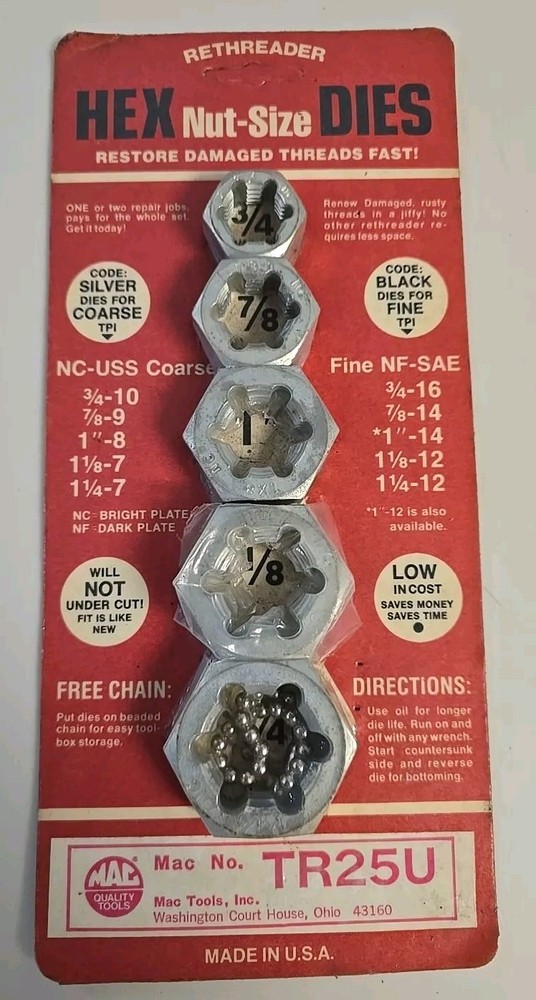 RETHREADER
HEX Nut-Size DIES
RESTORE DAMAGED THREADS FAST!
ONE or two repair jobs,
pays for the whole set.
Get it today!
Renew Damaged, rusty
threads in a jiffy! No
other rethreader re-
quires less space.
3/4
CODE:
SILVER
DIES FOR
COARSE
TPI
CODE:
BLACK
DIES FOR
FINE
TPI
7/8
NC-USS Coarse
3/4-10
7/8-9
1"-8
1 1/8-7
1 1/4-7
NC=BRIGHT PLATE
NF=DARK PLATE
Fine NF-SAE
3/4-16
7/8-14
*1"-14
1 1/8-12
1 1/4-12
*1"-12 is also
available.
1"
1/8
WILL
NOT
UNDER CUT!
FIT IS LIKE
NEW
LOW
IN COST
SAVES MONEY
SAVES TIME
FREE CHAIN:
Put dies on beaded
chain for easy tool-
box storage.
/4
DIRECTIONS:
Use oil for longer
die life. Run on and
off with any wrench.
Start countersunk
side and reverse
die for bottoming.
MAC
QUALITY
TOOLS
Mac No. TR25U
Mac Tools, Inc.
Washington Court House, Ohio 43160
MADE IN U.S.A.